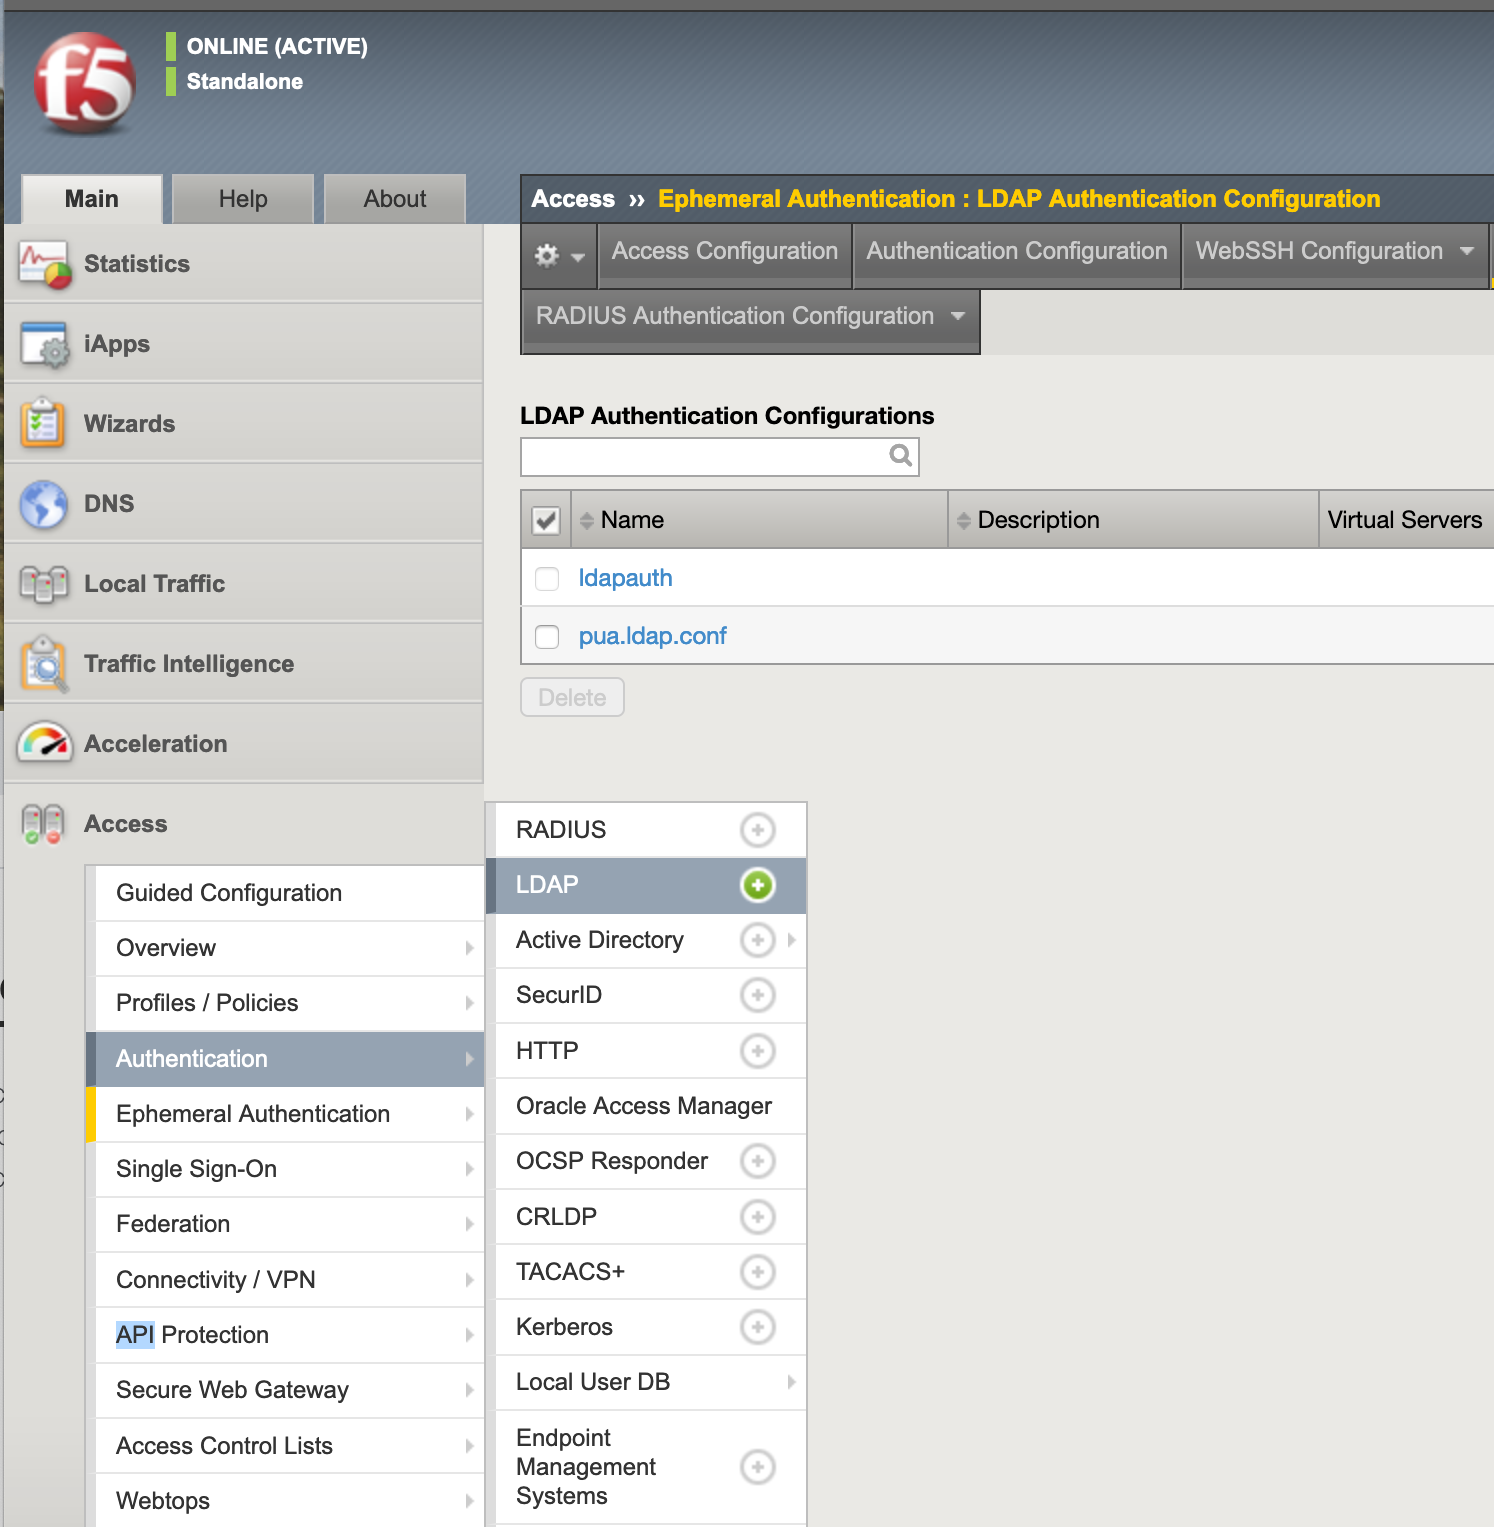 f5
ONLINE (ACTIVE)
Standalone
Main
Help
About
Access ›› Ephemeral Authentication : LDAP Authentication Configuration
Access Configuration
Authentication Configuration
WebSSH Configuration
RADIUS Authentication Configuration
Statistics
iApps
Wizards
DNS
Local Traffic
Traffic Intelligence
Acceleration
Access
LDAP Authentication Configurations
Name
Description
Virtual Servers
ldapauth
pua.ldap.conf
Delete
Guided Configuration
Overview
Profiles / Policies
Authentication
Ephemeral Authentication
Single Sign-On
Federation
Connectivity / VPN
API Protection
Secure Web Gateway
Access Control Lists
Webtops
RADIUS
LDAP
Active Directory
SecurID
HTTP
Oracle Access Manager
OCSP Responder
CRLDP
TACACS+
Kerberos
Local User DB
Endpoint
Management
Systems